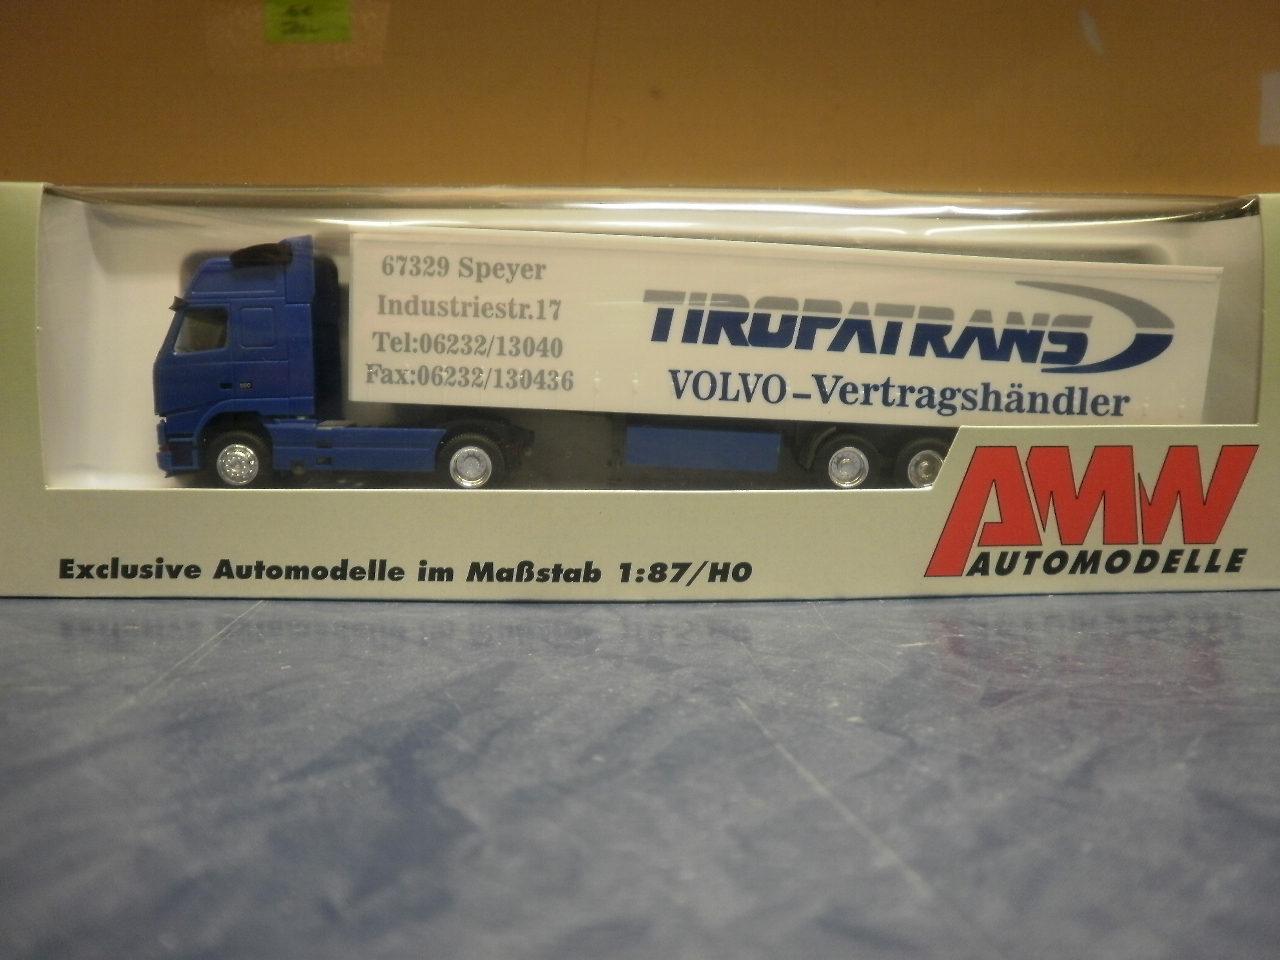 67329 Speyer
Industriestr.17
Tel:06232/13040
Fax:06232/130436
TIROPATRANS
VOLVO-Vertragshändler
AMW
AUTOMODELLE
Exclusive Automodelle im Maßstab 1:87/HO